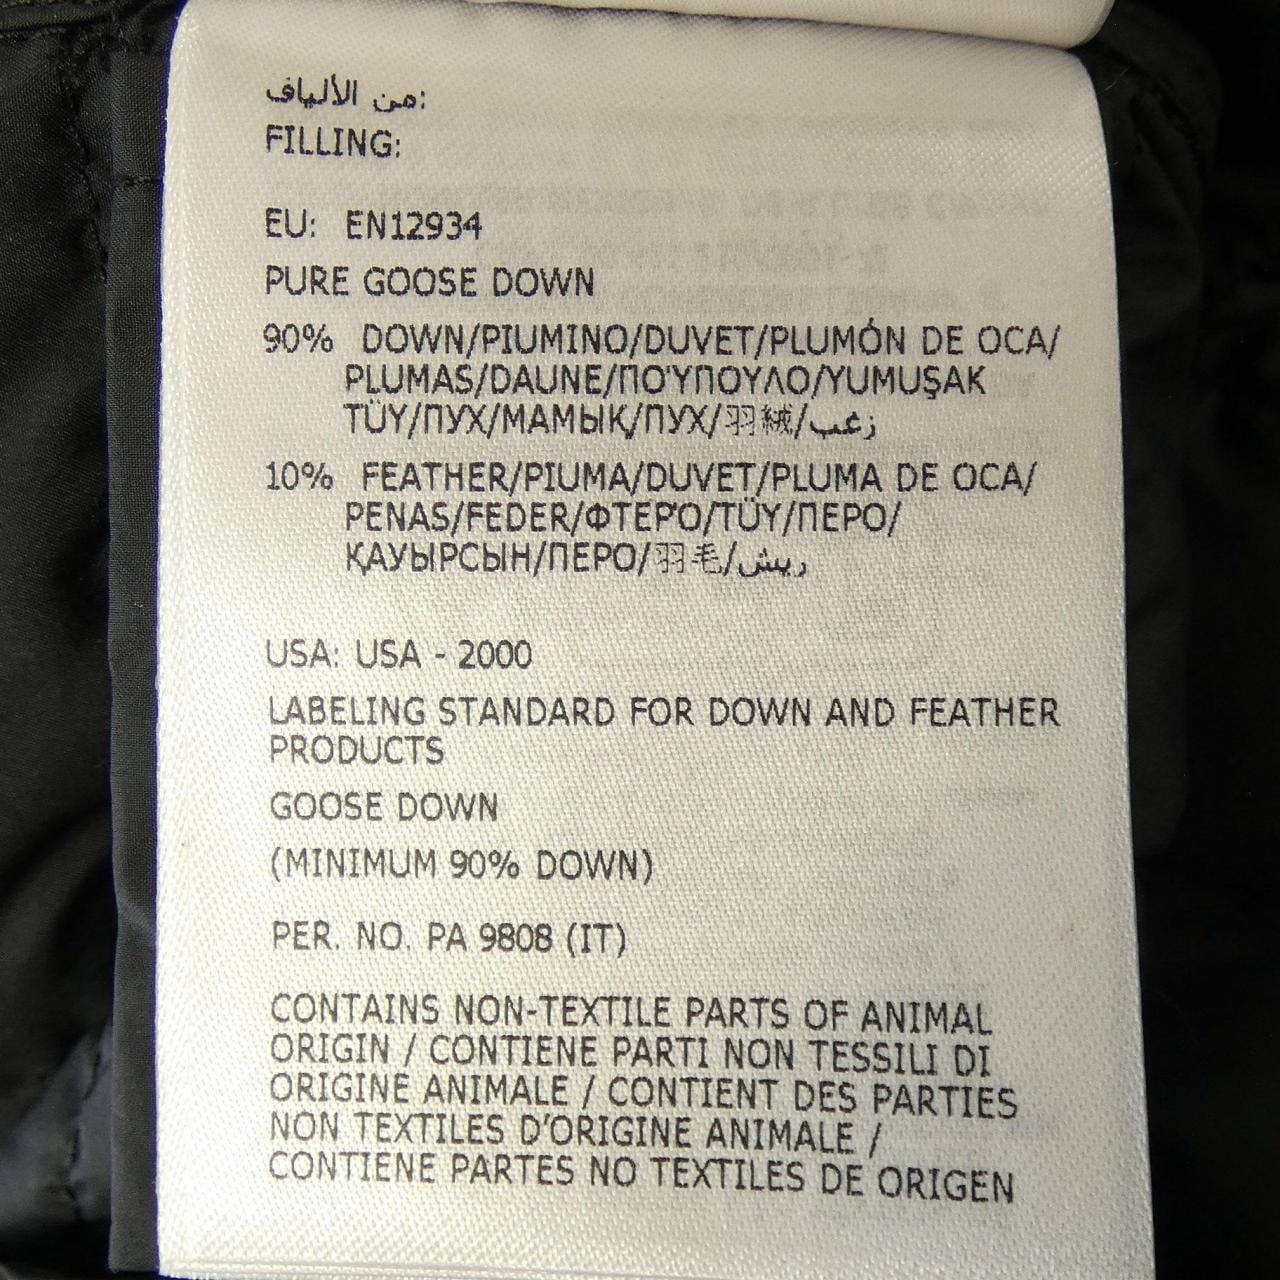 من الألياف:
FILLING:
EU: EN12934
PURE GOOSE DOWN
90% DOWN/PIUMINO/DUVET/PLUMÓN DE OCA/
PLUMAS/DAUNE/ΠΟΎΠΟΥΛΟ/YUMUŞAK
TÜY/ПУХ/МАМЫҚ/ПУХ/羽絨/زغب
10% FEATHER/PIUMA/DUVET/PLUMA DE OCA/
PENAS/FEDER/ΦΤΕΡΌ/TÜY/ПЕРО/
ҚАУЫРСЫН/ПЕРО/羽毛/ريش
USA: USA - 2000
LABELING STANDARD FOR DOWN AND FEATHER
PRODUCTS
GOOSE DOWN
(MINIMUM 90% DOWN)
PER. NO. PA 9808 (IT)
CONTAINS NON-TEXTILE PARTS OF ANIMAL
ORIGIN / CONTIENE PARTI NON TESSILI DI
ORIGINE ANIMALE / CONTIENT DES PARTIES
NON TEXTILES D'ORIGINE ANIMALE /
CONTIENE PARTES NO TEXTILES DE ORIGEN